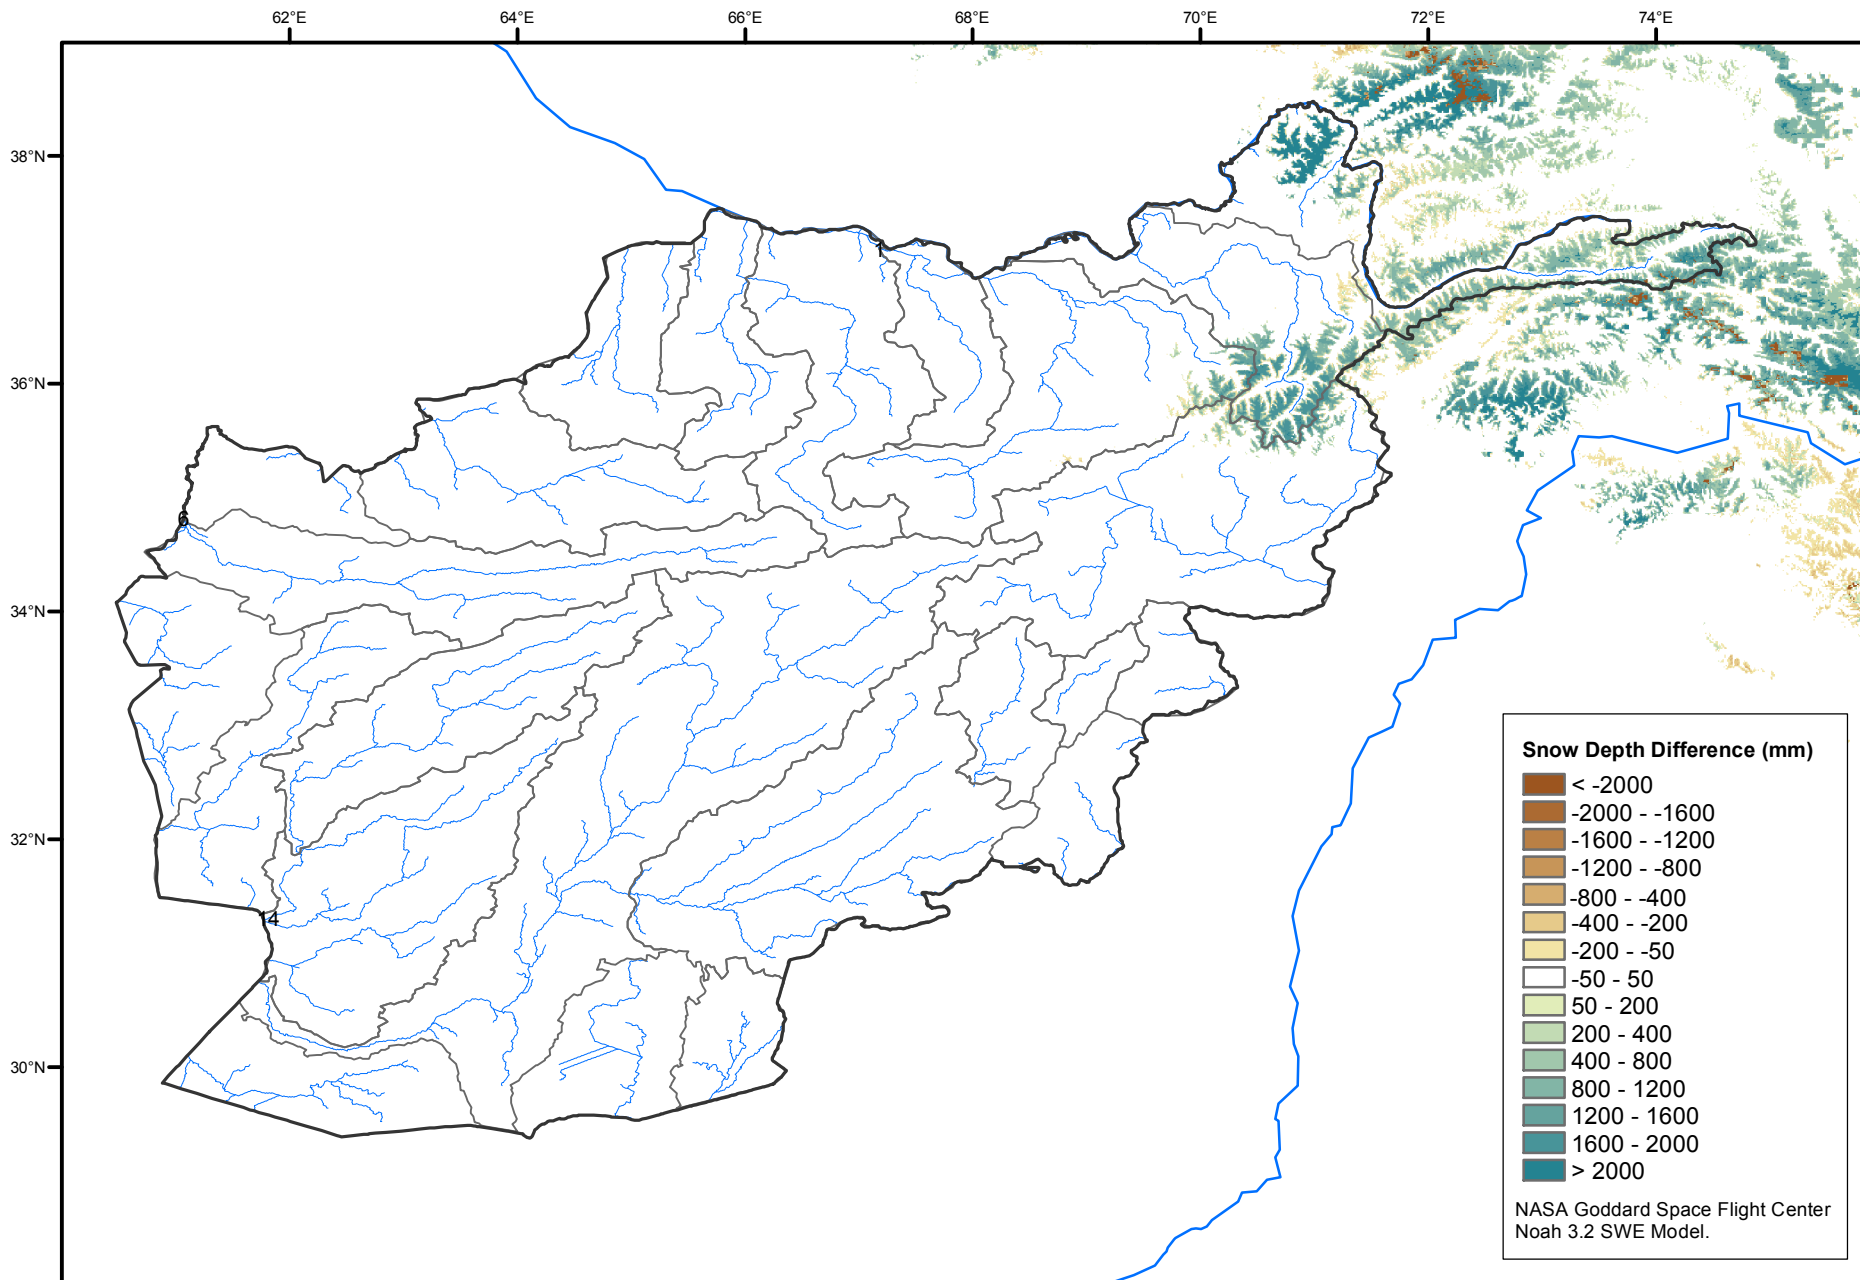 62°E 64°E 66°E 68°E 70°E 72°E 74°E
38°N
1
36°N
6
34°N
32°N
14
30°N
Snow Depth Difference (mm)
< -2000
-2000 - -1600
-1600 - -1200
-1200 - -800
-800 - -400
-400 - -200
-200 - -50
-50 - 50
50 - 200
200 - 400
400 - 800
800 - 1200
1200 - 1600
1600 - 2000
> 2000
NASA Goddard Space Flight Center
Noah 3.2 SWE Model.